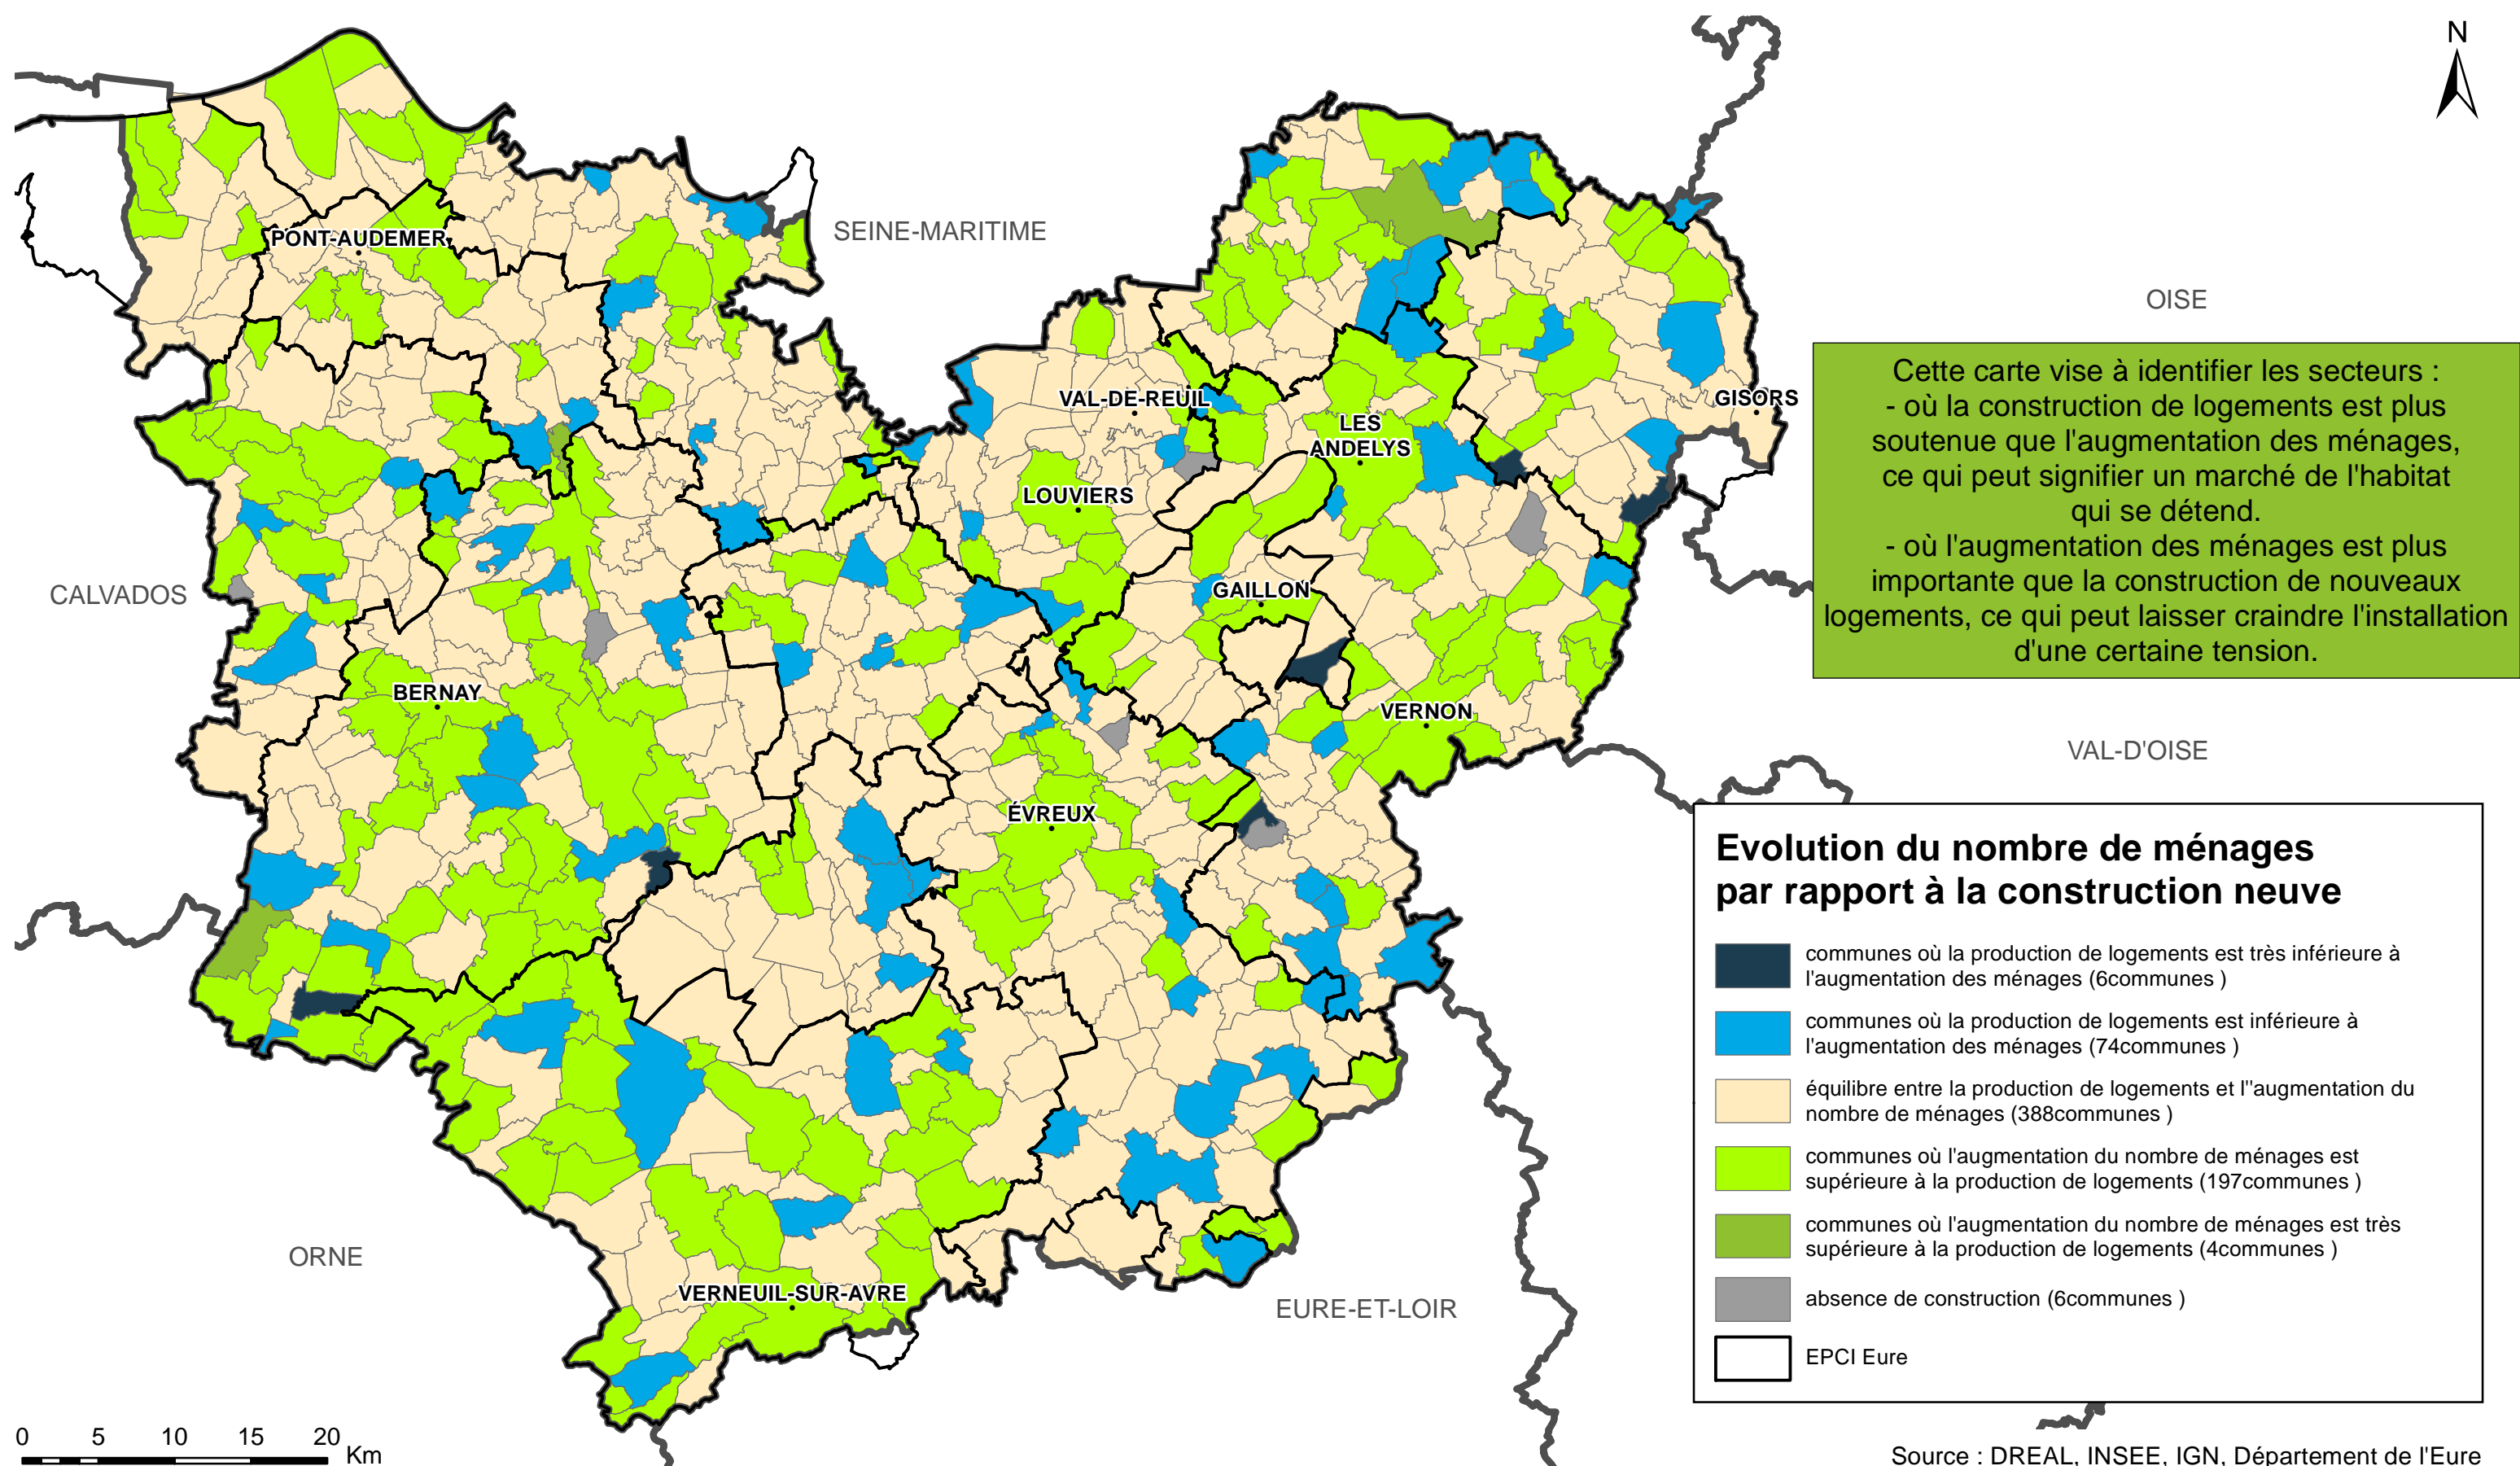 N
SEINE-MARITIME
OISE
PONT-AUDEMER
VAL-DE-REUIL
GISORS
LES
ANDELYS
LOUVIERS
CALVADOS
GAILLON
BERNAY
VERNON
VAL-D'OISE
ÉVREUX
ORNE
VERNEUIL-SUR-AVRE
EURE-ET-LOIR
Cette carte vise à identifier les secteurs :
- où la construction de logements est plus
soutenue que l'augmentation des ménages,
ce qui peut signifier un marché de l'habitat
qui se détend.
- où l'augmentation des ménages est plus
importante que la construction de nouveaux
logements, ce qui peut laisser craindre l'installation
d'une certaine tension.
Evolution du nombre de ménages
par rapport à la construction neuve
communes où la production de logements est très inférieure à
l'augmentation des ménages (6communes )
communes où la production de logements est inférieure à
l'augmentation des ménages (74communes )
équilibre entre la production de logements et l''augmentation du
nombre de ménages (388communes )
communes où l'augmentation du nombre de ménages est
supérieure à la production de logements (197communes )
communes où l'augmentation du nombre de ménages est très
supérieure à la production de logements (4communes )
absence de construction (6communes )
EPCI Eure
0 5 10 15 20 Km
Source : DREAL, INSEE, IGN, Département de l'Eure